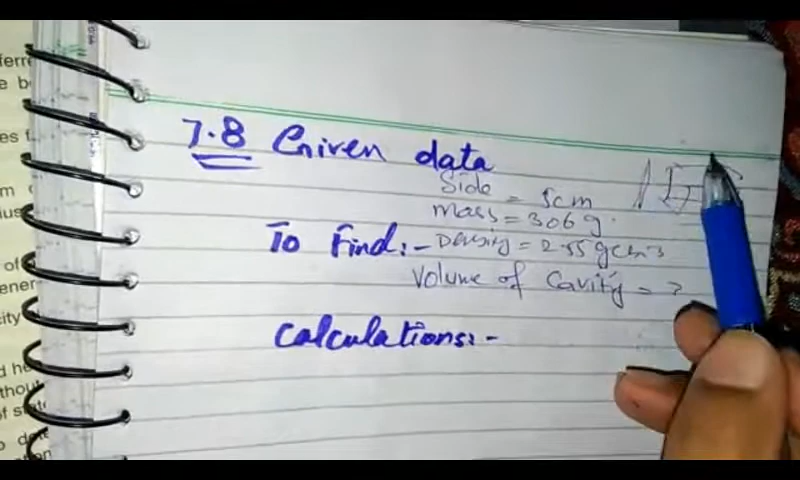 7.8 Given data
Side = 5cm
mass = 306 g.
To Find:- Density = 2.55 gcm-3
Volume of Cavity = ?
Calculations:-